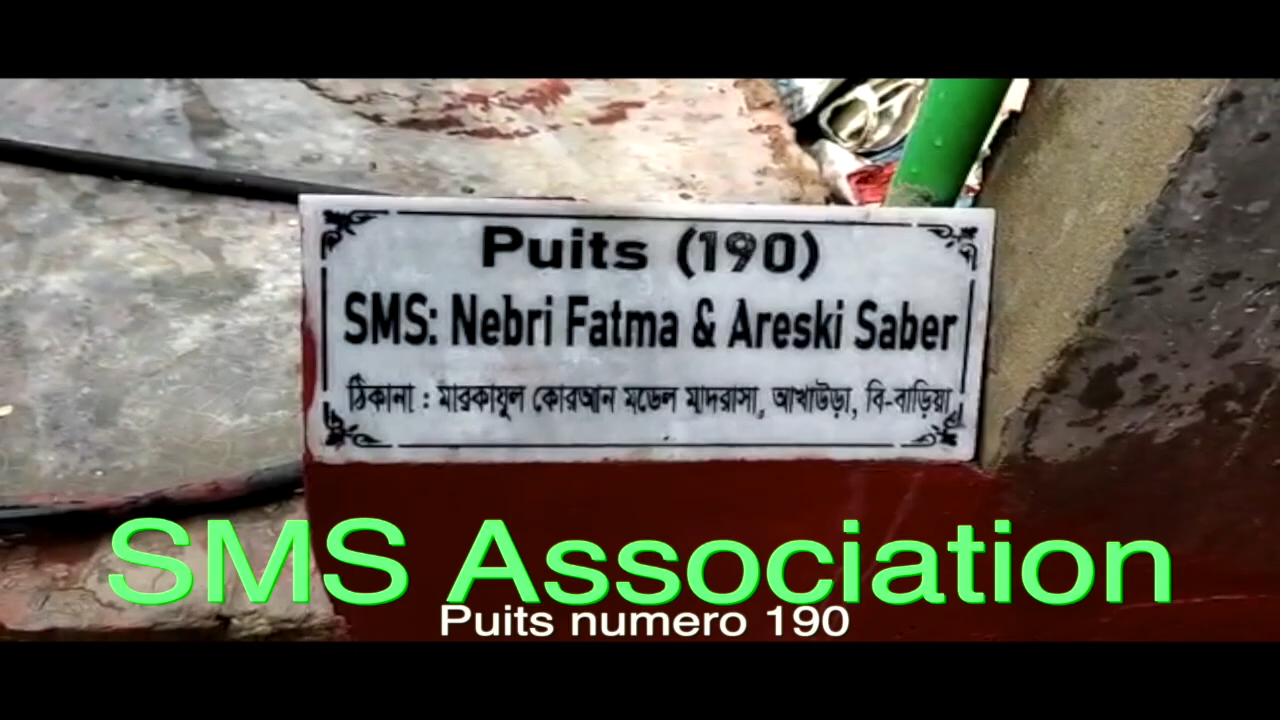 Puits (190)
SMS: Nebri Fatma & Areski Saber
ঠিকানা : মারকাযুল কোরআন মডেল মাদরাসা, আখাউড়া, বি-বাড়িয়া
SMS Association
Puits numero 190